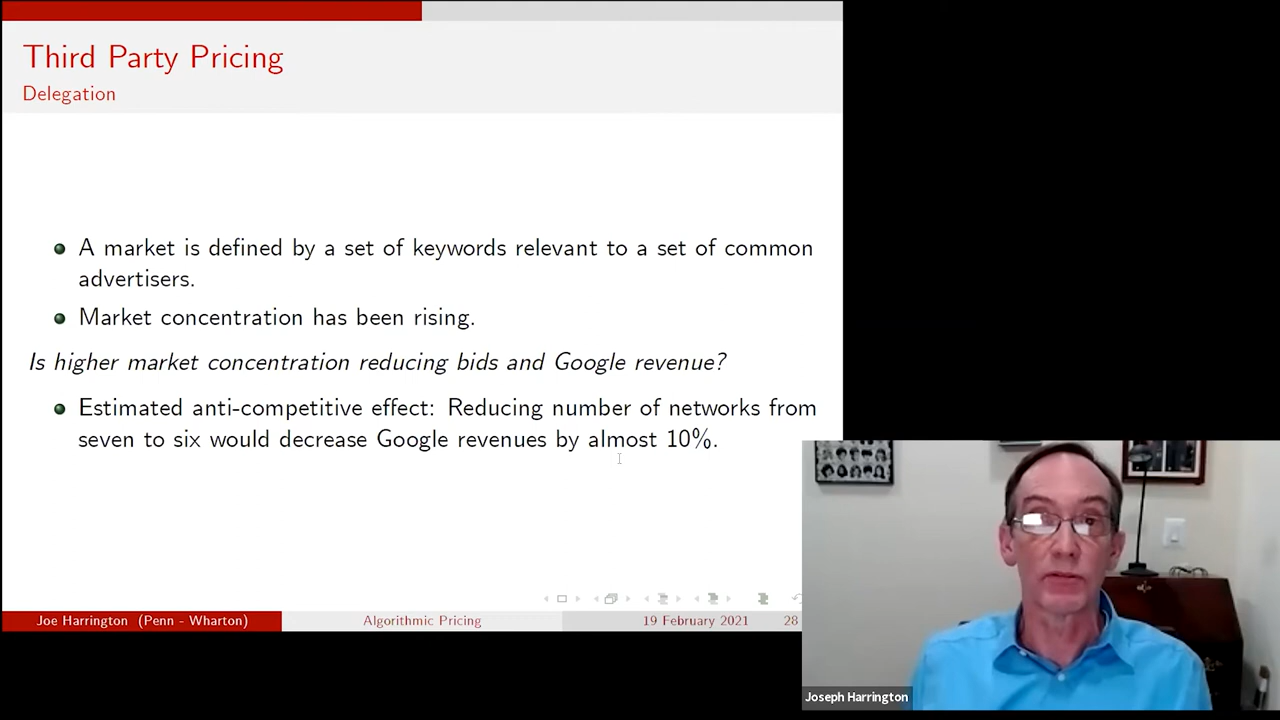 Third Party Pricing
Delegation
A market is defined by a set of keywords relevant to a set of common
advertisers.
Market concentration has been rising.
Is higher market concentration reducing bids and Google revenue?
Estimated anti-competitive effect: Reducing number of networks from
seven to six would decrease Google revenues by almost 10%.
Joe Harrington (Penn - Wharton)
Algorithmic Pricing
19 February 2021
28
Joseph Harrington